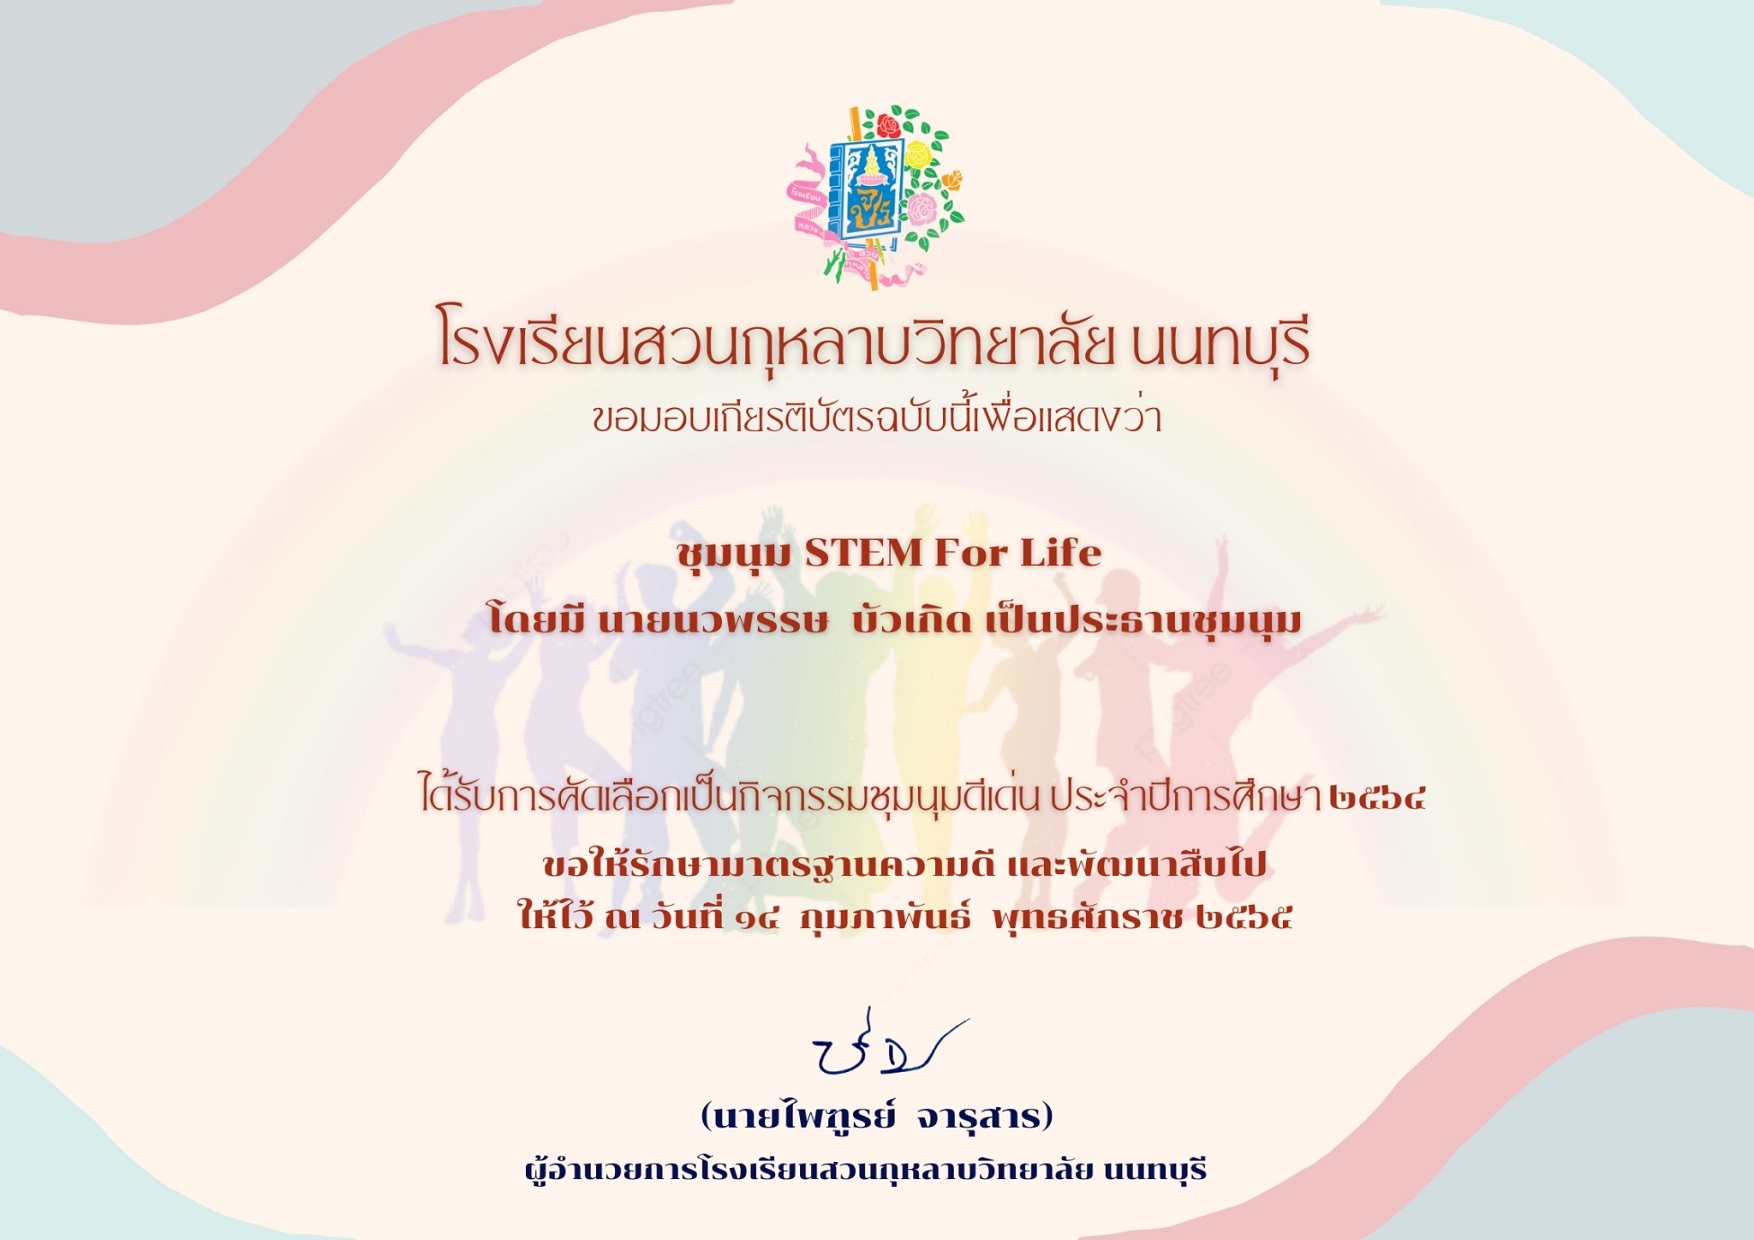 โรงเรียนสวนกุหลาบวิทยาลัย นนทบุรี
ขอมอบเกียรติบัตรฉบับนี้เพื่อแสดงว่า
ชุมนุม STEM For Life
โดยมี นายนวพรรษ บัวเกิด เป็นประธานชุมนุม
ได้รับการคัดเลือกเป็นกิจกรรมชุมนุมดีเด่น ประจำปีการศึกษา ๒๕๖๔
ขอให้รักษามาตรฐานความดี และพัฒนาสืบไป
ให้ไว้ ณ วันที่ ๑๔ กุมภาพันธ์ พุทธศักราช ๒๕๖๕
(นายไพฑูรย์ จารุสาร)
ผู้อำนวยการโรงเรียนสวนกุหลาบวิทยาลัย นนทบุรี